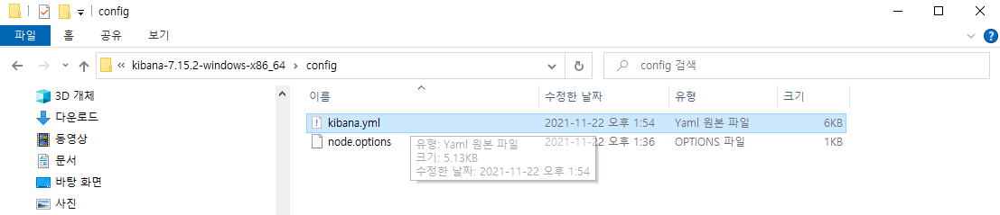 config
파일 홈 공유 보기
kibana-7.15.2-windows-x86_64 config
config 검색
3D 개체
다운로드
동영상
문서
바탕 화면
사진
이름 수정한 날짜 유형 크기
kibana.yml 2021-11-22 오후 1:54 Yaml 원본 파일 6KB
node.options 2021-11-22 오후 1:36 OPTIONS 파일 1KB
유형: Yaml 원본 파일
크기: 5.13KB
수정한 날짜: 2021-11-22 오후 1:54